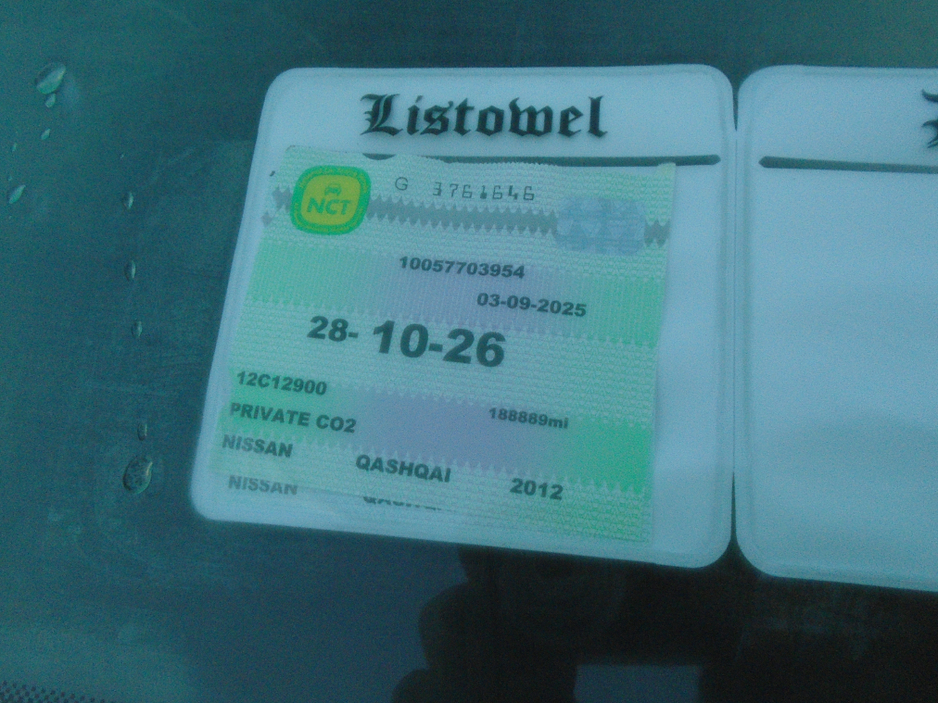 Listowel
NCT
G 3761646
10057703954
03-09-2025
28-10-26
12C12900
188889mi
PRIVATE CO2
NISSAN QASHQAI 2012
NISSAN